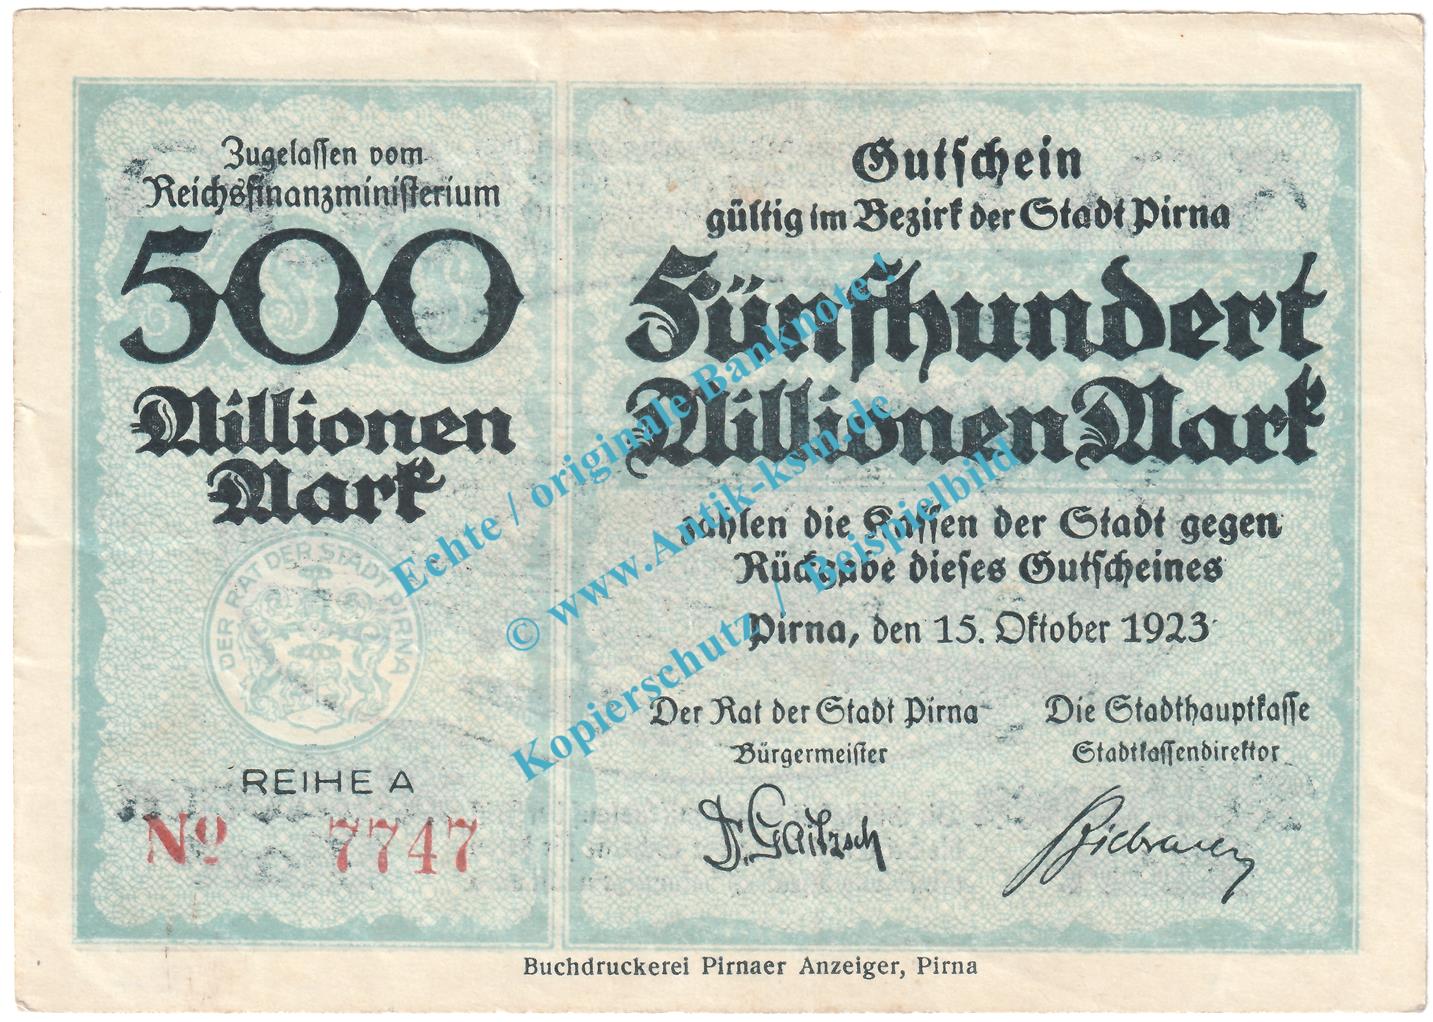 Zugelassen vom
Reichsfinanzministerium
500
Millionen
Mark
DER RAT DER STADT PIRNA
REIHE A
No 7747
Gutschein
gültig im Bezirk der Stadt Pirna
Fünfhundert
Millionen Mark
zahlen die Kassen der Stadt gegen
Rückgabe dieses Gutscheines
Pirna, den 15. Oktober 1923
Der Rat der Stadt Pirna
Bürgermeister
Die Stadthauptkasse
Stadtkassendirektor
Buchdruckerei Pirnaer Anzeiger, Pirna
Echte / originale Banknote !
© www.Antik-ksm.de
Kopierschutz / Beispielbild